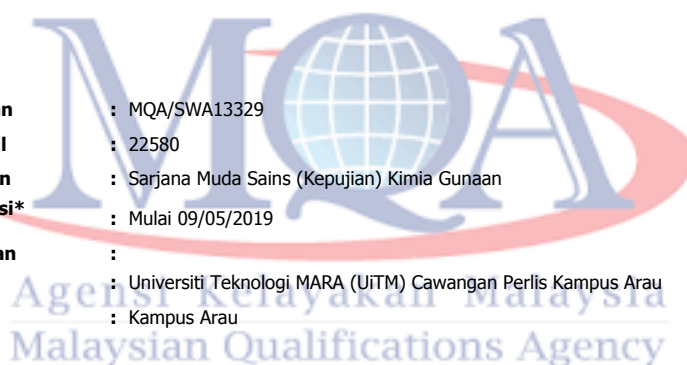 MQA
an : MQA/SWA13329
l : 22580
n : Sarjana Muda Sains (Kepujian) Kimia Gunaan
si* : Mulai 09/05/2019
an :
: Universiti Teknologi MARA (UiTM) Cawangan Perlis Kampus Arau
Agensi Kelayakan Malaysia
: Kampus Arau
Malaysian Qualifications Agency